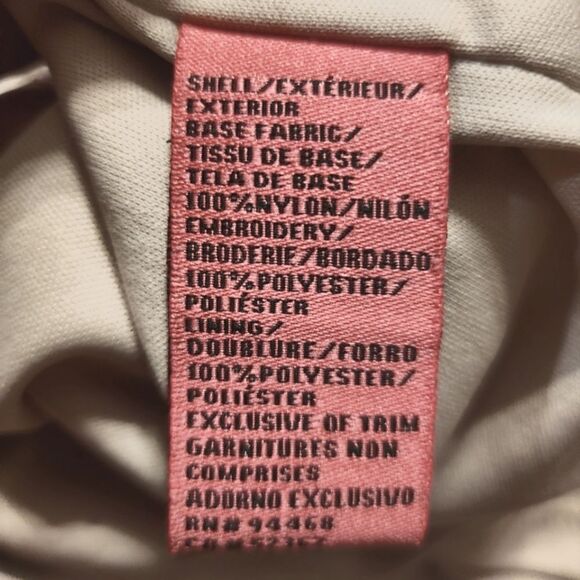 SHELL/EXTÉRIEUR/
EXTERIOR
BASE FABRIC/
TISSU DE BASE/
TELA DE BASE
100%NYLON/NILÓN
EMBROIDERY/
BRODERIE/BORDADO
100%POLYESTER/
POLIÉSTER
LINING/
DOUBLURE/FORRO
100%POLYESTER/
POLIÉSTER
EXCLUSIVE OF TRIM
GARNITURES NON
COMPRISES
ADORNO EXCLUSIVO
RN# 94468